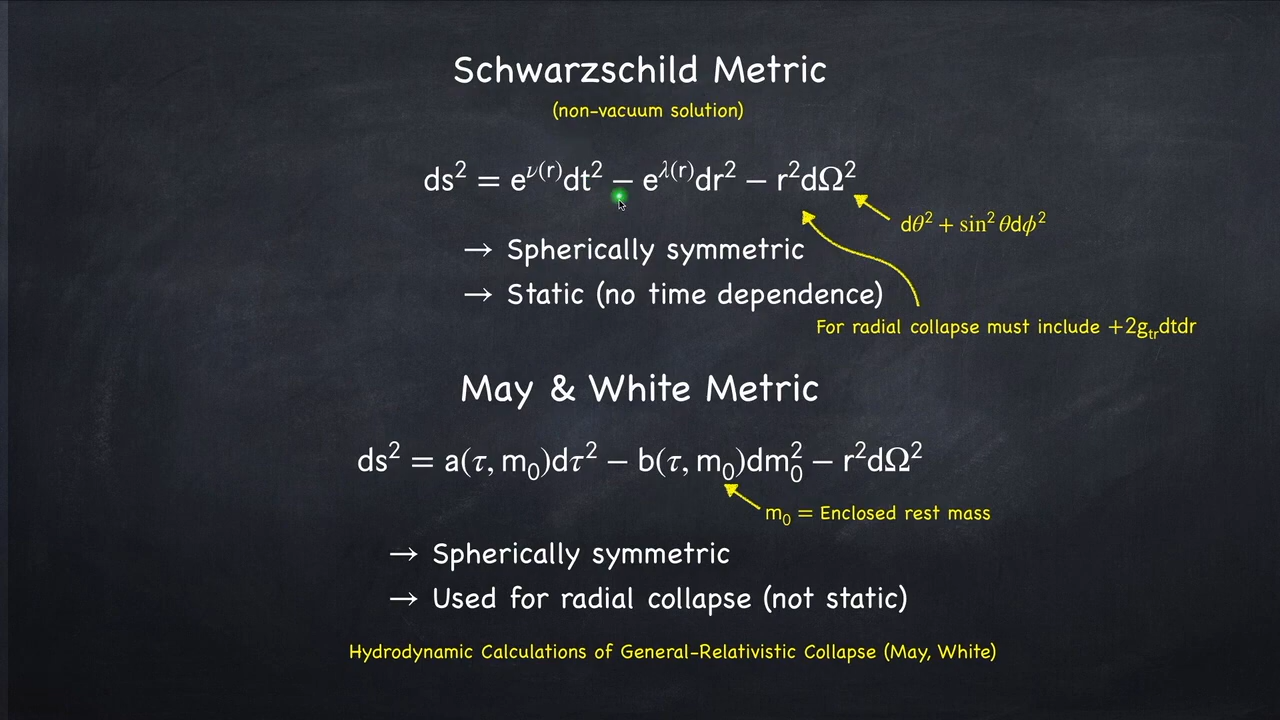 Schwarzschild Metric
(non-vacuum solution)
ds² = e^ν(r)dt² − e^λ(r)dr² − r²dΩ²
dθ² + sin² θdϕ²
→ Spherically symmetric
→ Static (no time dependence)
For radial collapse must include +2g_tr dtdr
May & White Metric
ds² = a(τ, m₀)dτ² − b(τ, m₀)dm₀² − r²dΩ²
m₀ = Enclosed rest mass
→ Spherically symmetric
→ Used for radial collapse (not static)
Hydrodynamic Calculations of General-Relativistic Collapse (May, White)